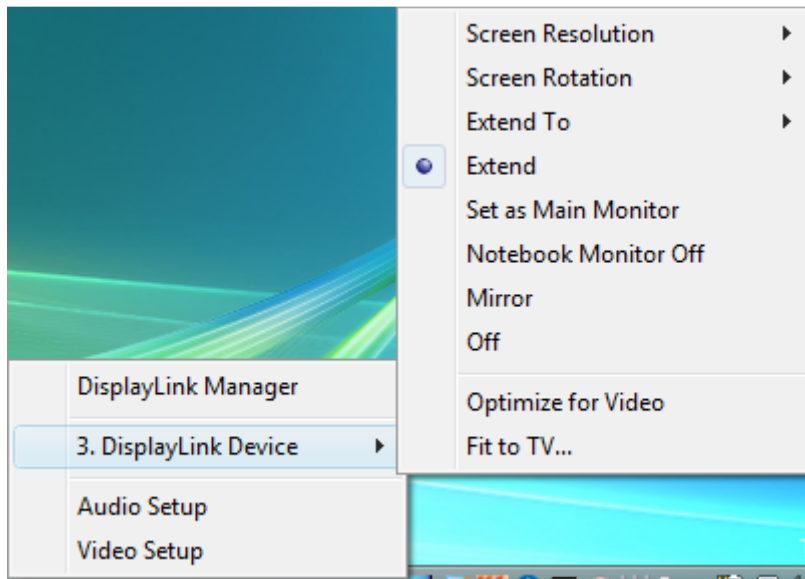 Screen Resolution
Screen Rotation
Extend To
Extend
Set as Main Monitor
Notebook Monitor Off
Mirror
Off
Optimize for Video
Fit to TV...
DisplayLink Manager
3. DisplayLink Device
Audio Setup
Video Setup